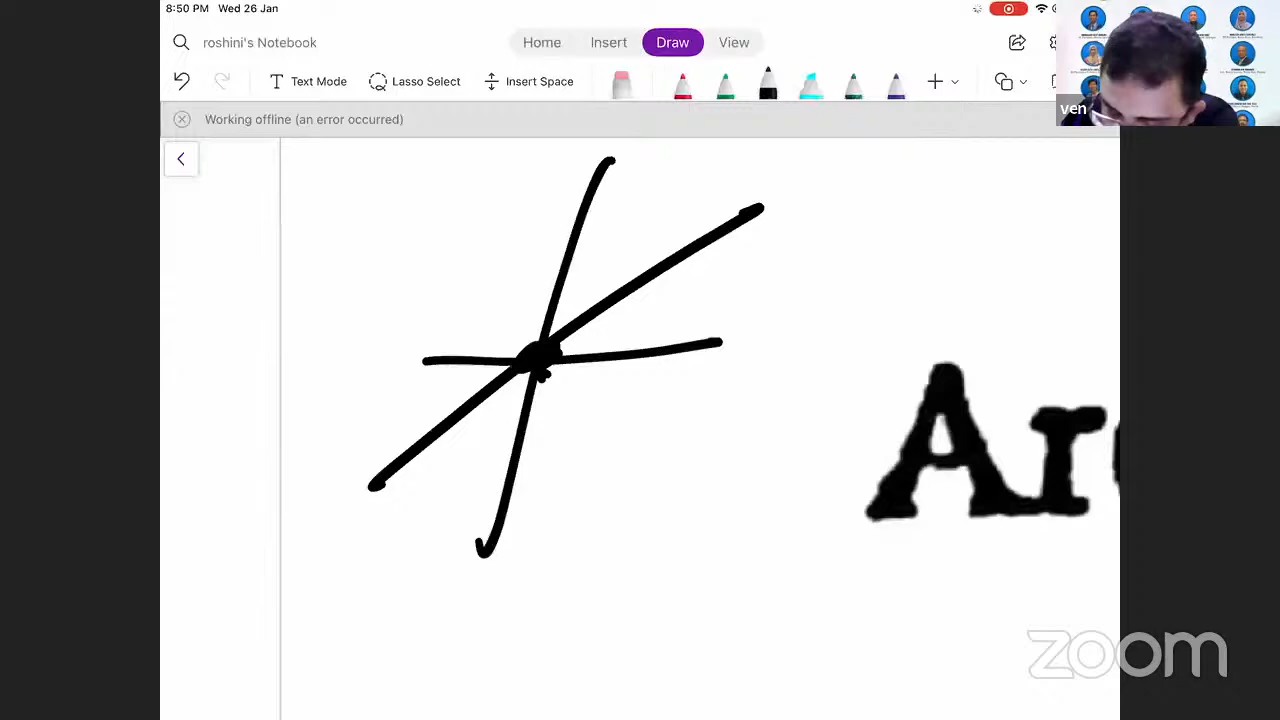 8:50 PM Wed 26 Jan
roshini's Notebook
Home Insert Draw View
Text Mode
Lasso Select
Insert Space
Working offline (an error occurred)
ven
Ar
zoom